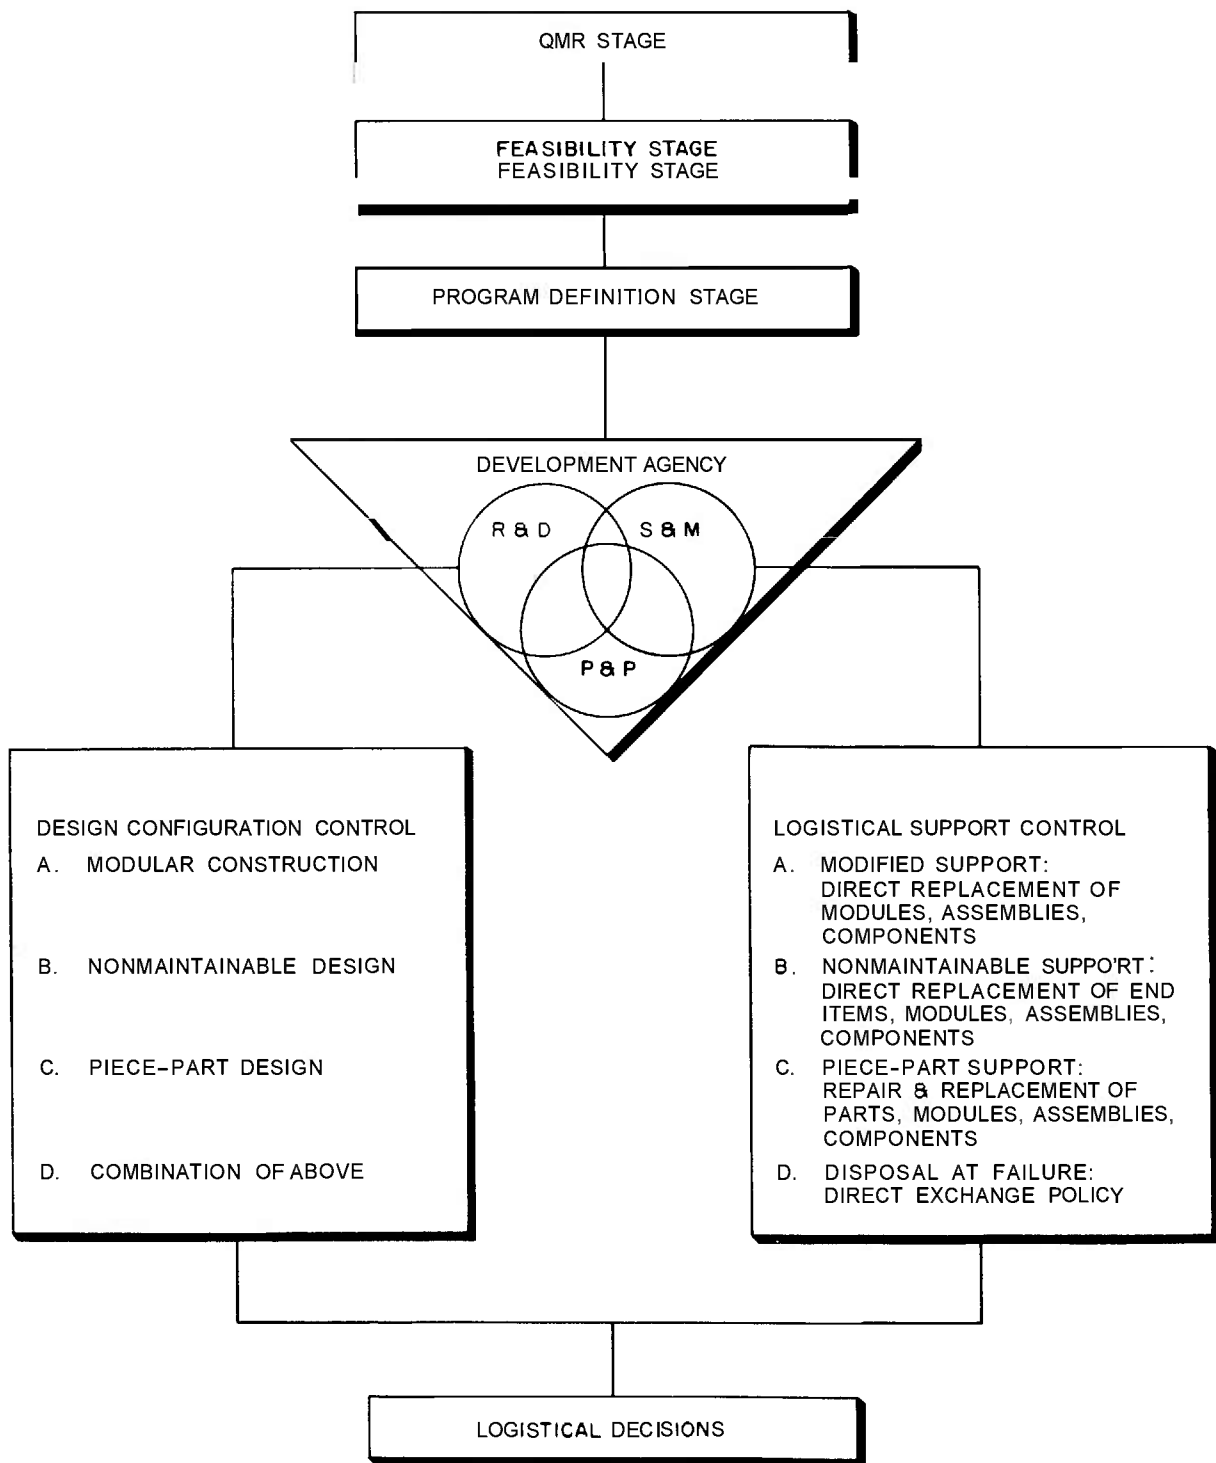 QMR STAGE
FEASIBILITY STAGE
FEASIBILITY STAGE
PROGRAM DEFINITION STAGE
DEVELOPMENT AGENCY
R & D
S & M
P & P
DESIGN CONFIGURATION CONTROL
A. MODULAR CONSTRUCTION
B. NONMAINTAINABLE DESIGN
C. PIECE-PART DESIGN
D. COMBINATION OF ABOVE
LOGISTICAL SUPPORT CONTROL
A. MODIFIED SUPPORT:
DIRECT REPLACEMENT OF
MODULES, ASSEMBLIES,
COMPONENTS
B. NONMAINTAINABLE SUPPO'RT:
DIRECT REPLACEMENT OF END
ITEMS, MODULES, ASSEMBLIES,
COMPONENTS
C. PIECE-PART SUPPORT:
REPAIR & REPLACEMENT OF
PARTS, MODULES, ASSEMBLIES,
COMPONENTS
D. DISPOSAL AT FAILURE:
DIRECT EXCHANGE POLICY
LOGISTICAL DECISIONS